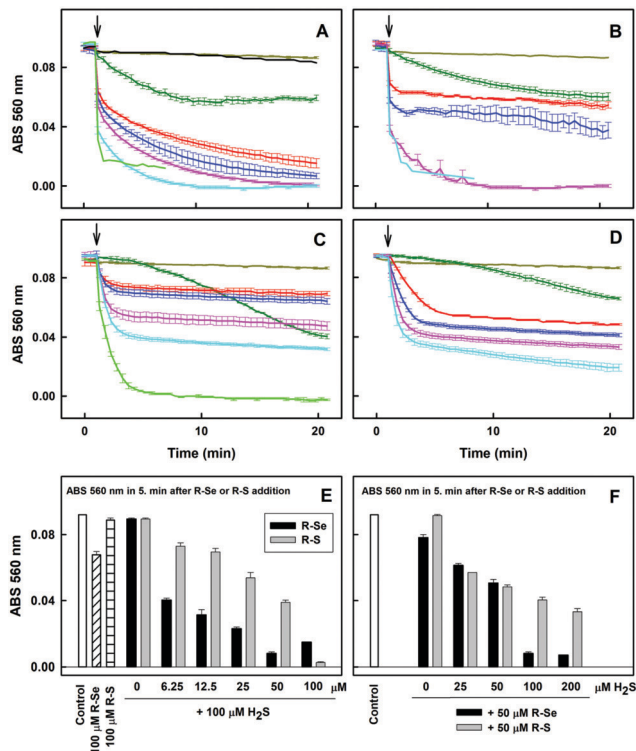 A
B
ABS 560 nm
0.08
0.04
0.00
C
D
ABS 560 nm
0.08
0.04
0.00
0 10 20
0 10 20
Time (min)
Time (min)
ABS 560 nm in 5. min after R-Se or R-S addition
E
ABS 560 nm in 5. min after R-Se or R-S addition
F
ABS 560 nm
0.08
0.04
0.00
R-Se
R-S
Control
100 µM R-Se
100 µM R-S
0 6.25 12.5 25 50 100 µM
+ 100 µM H2S
Control
0 25 50 100 200 µM H2S
+ 50 µM R-Se
+ 50 µM R-S